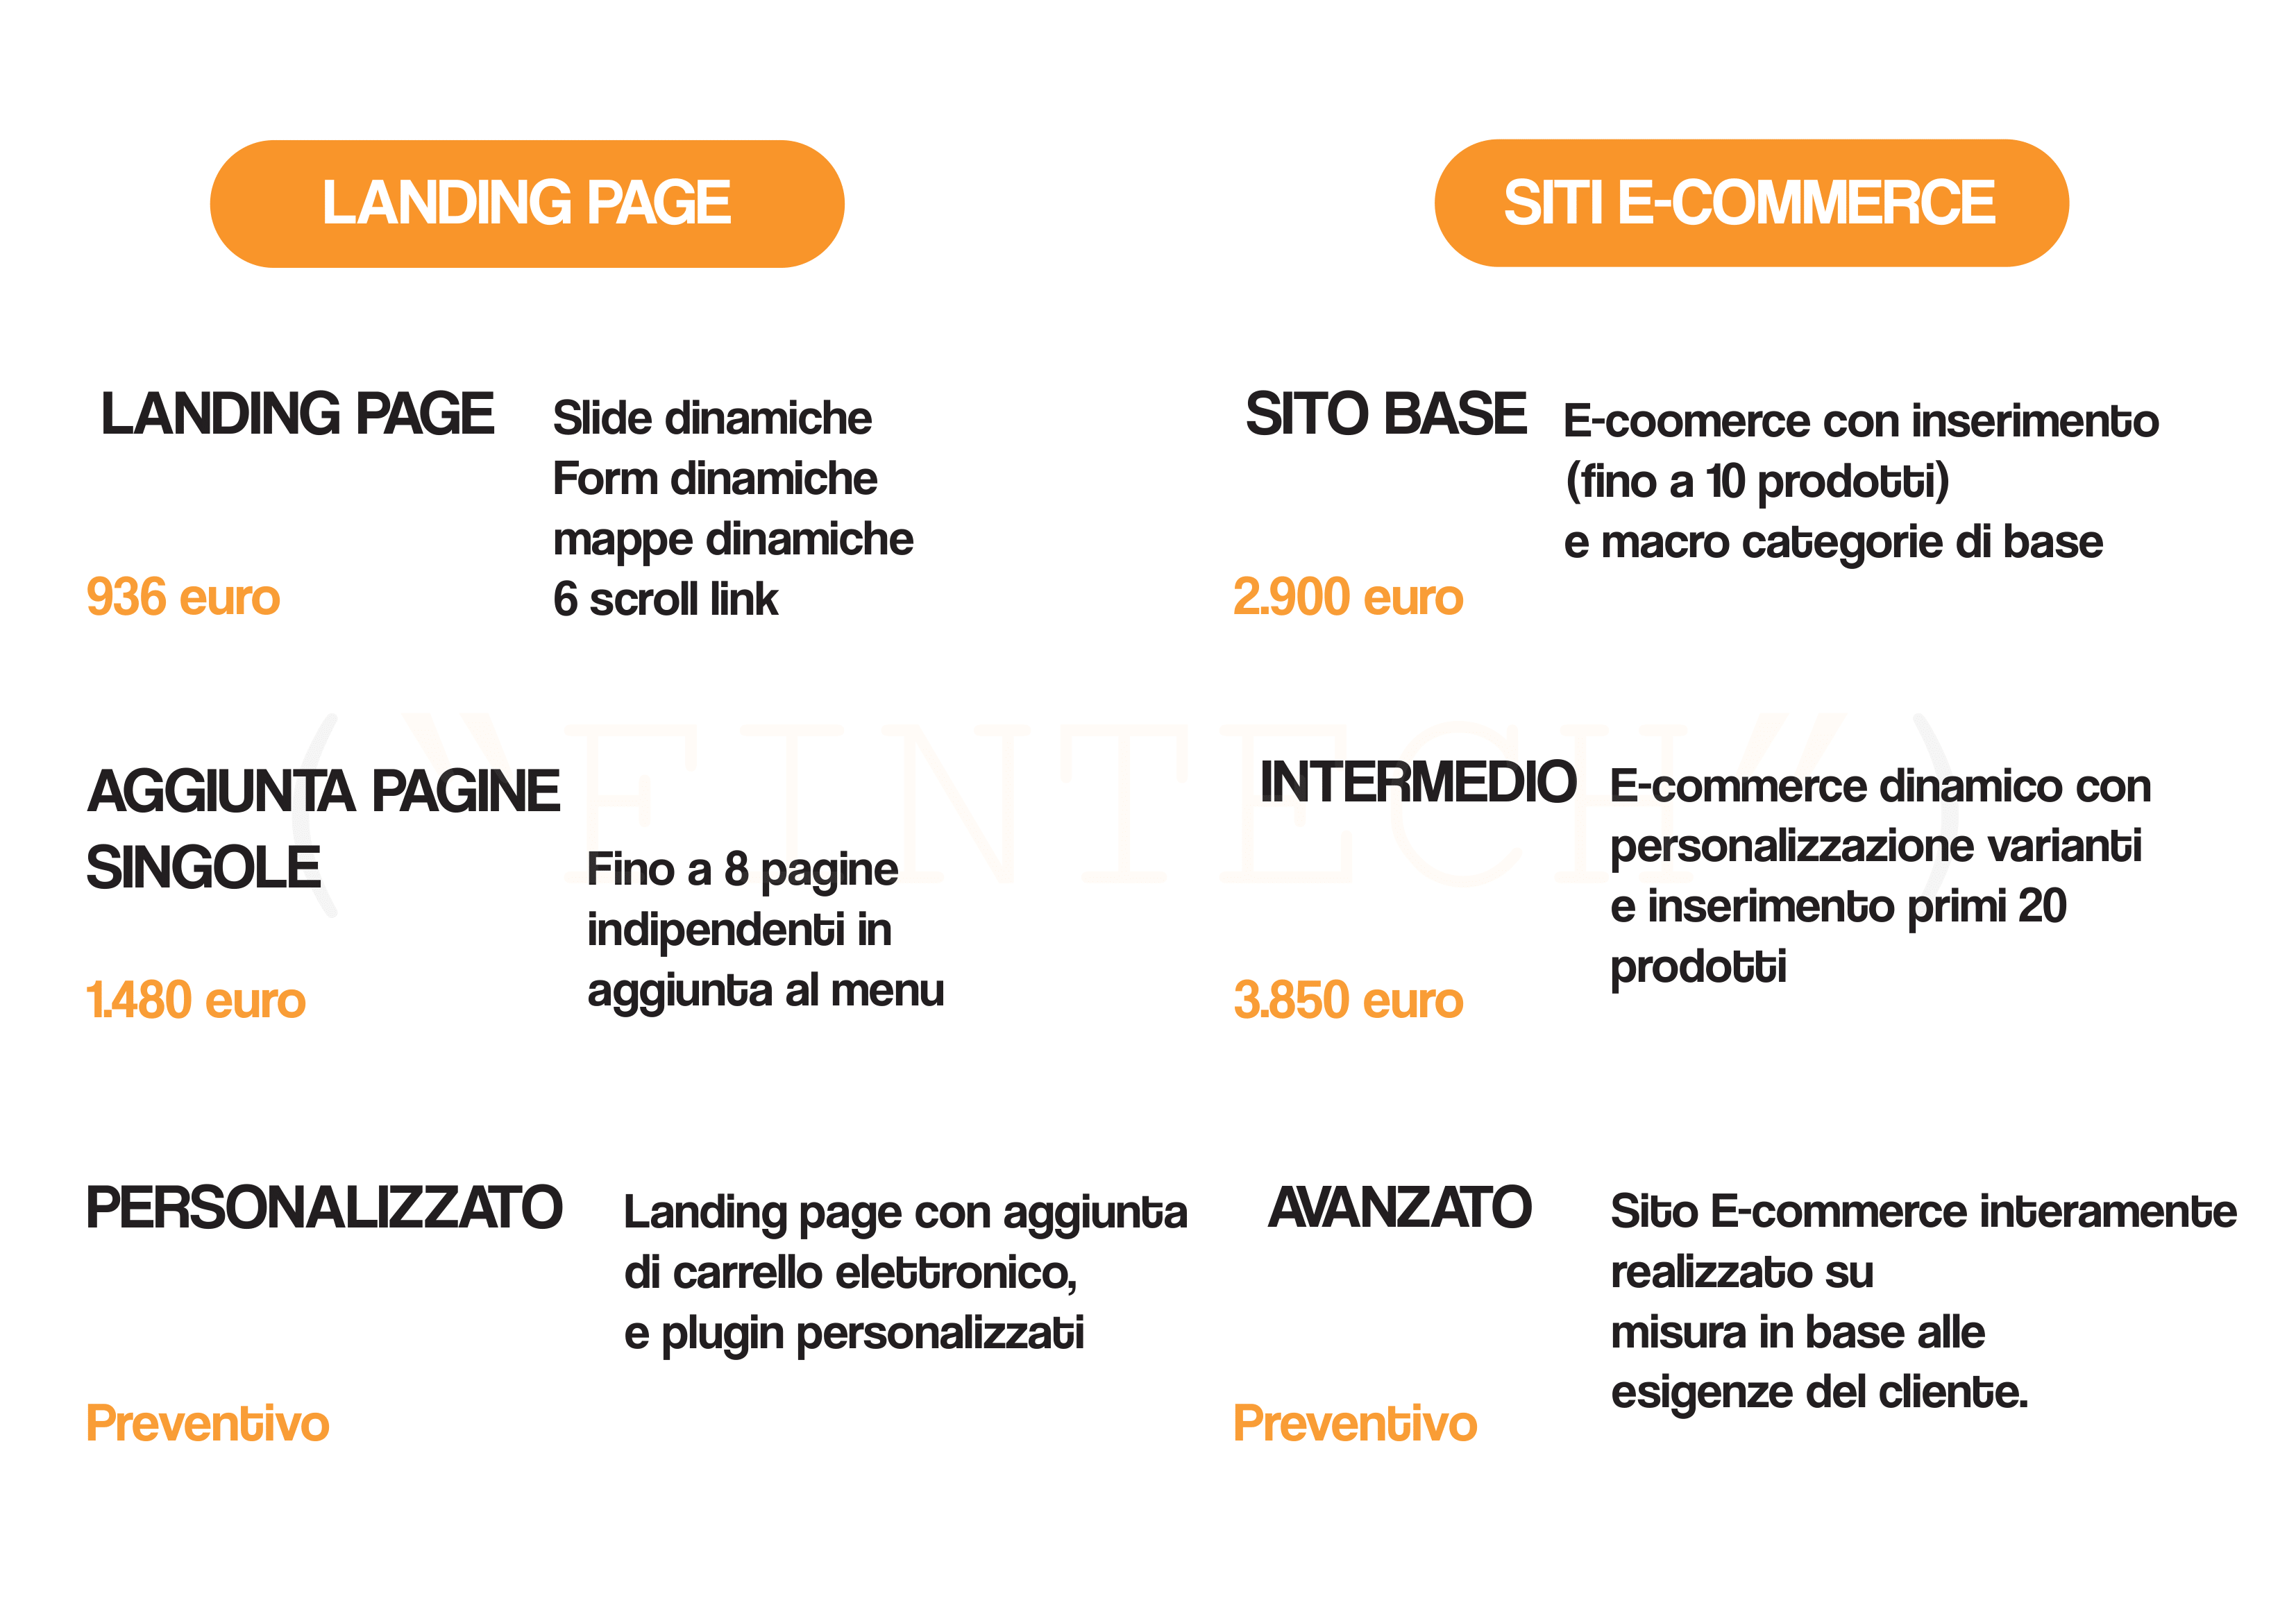 LANDING PAGE
LANDING PAGE
Slide dinamiche
Form dinamiche
mappe dinamiche
6 scroll link
936 euro
AGGIUNTA PAGINE
SINGOLE
Fino a 8 pagine
indipendenti in
aggiunta al menu
1.480 euro
PERSONALIZZATO
Landing page con aggiunta
di carrello elettronico,
e plugin personalizzati
Preventivo
SITI E-COMMERCE
SITO BASE
E-coomerce con inserimento
(fino a 10 prodotti)
e macro categorie di base
2.900 euro
INTERMEDIO
E-commerce dinamico con
personalizzazione varianti
e inserimento primi 20
prodotti
3.850 euro
AVANZATO
Sito E-commerce interamente
realizzato su
misura in base alle
esigenze del cliente.
Preventivo